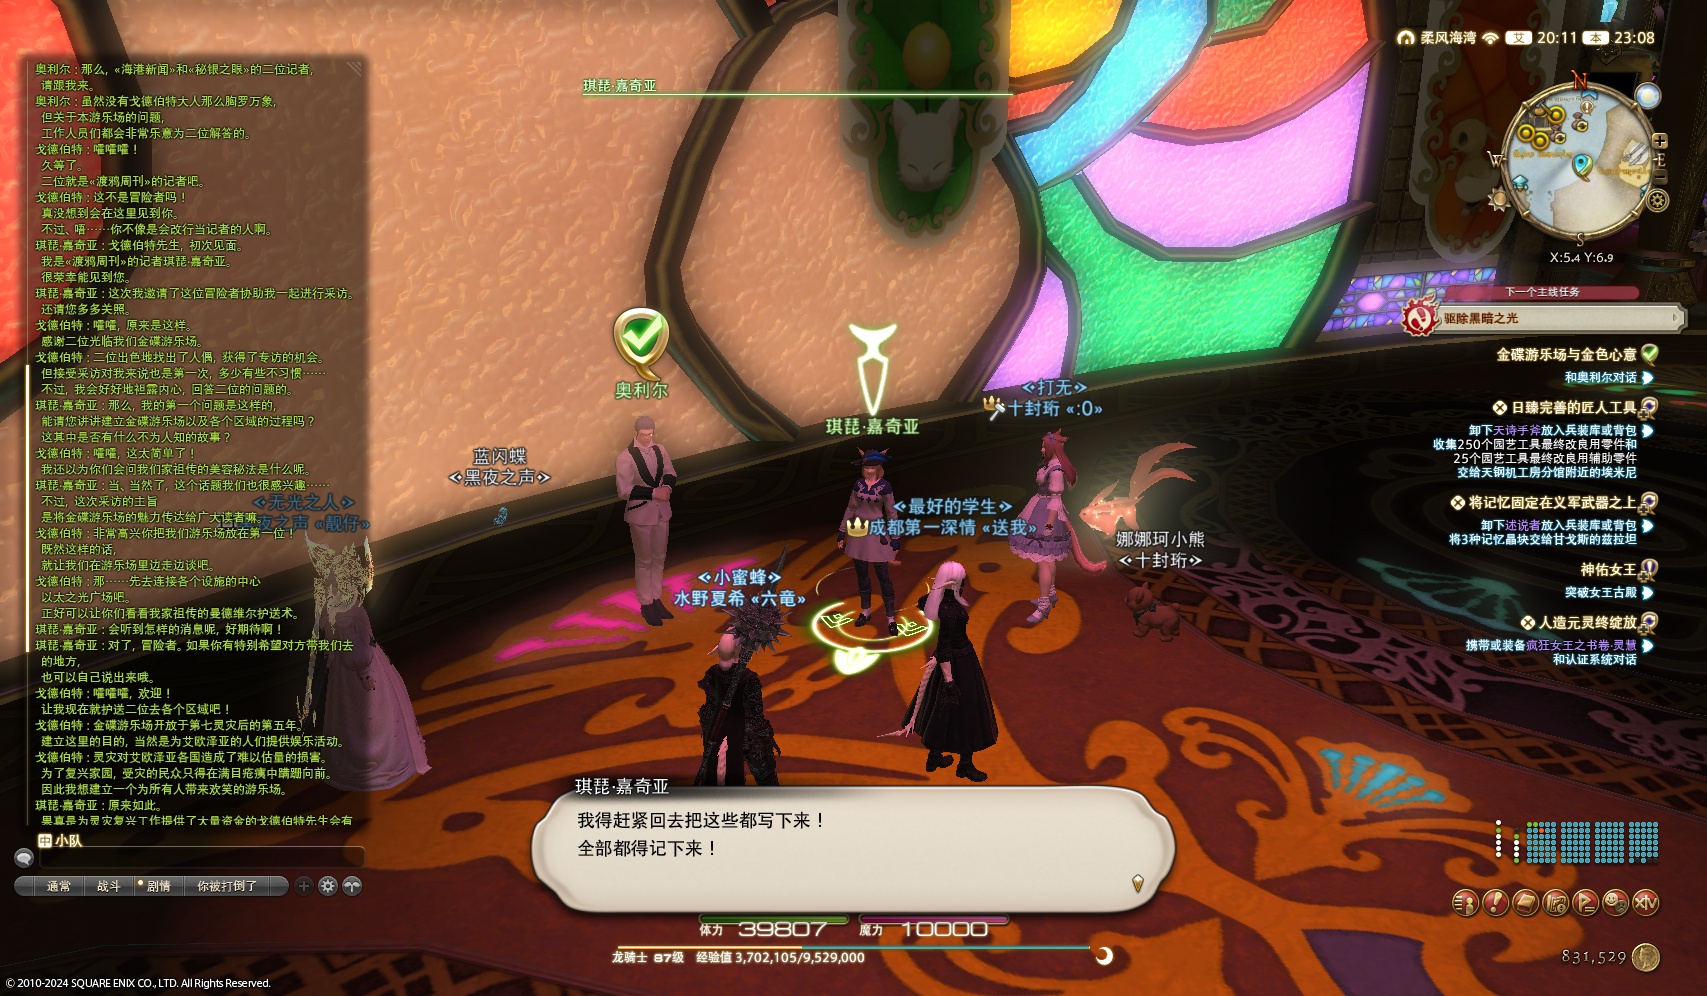 奥利尔：那么，«海港新闻»和«秘银之眼»的二位记者，
请跟我来。
奥利尔：虽然没有戈德伯特大人那么胸罗万象，
但关于本游乐场的问题，
工作人员们都会非常乐意为二位解答的。
戈德伯特：嚯嚯嚯！
久等了。
二位就是«渡鸦周刊»的记者吧。
戈德伯特：这不是冒险者吗！
真没想到会在这里见到你。
不过、唔……你不像是会改行当记者的人啊。
琪琵·嘉奇亚：戈德伯特先生，初次见面。
我是«渡鸦周刊»的记者琪琵·嘉奇亚。
很荣幸能见到您。
琪琵·嘉奇亚：这次我邀请了这位冒险者协助我一起进行采访。
还请您多多关照。
戈德伯特：嚯嚯，原来是这样。
感谢二位光临我们金碟游乐场。
戈德伯特：二位出色地找出了人偶，获得了专访的机会。
但接受采访对我来说也是第一次，多少有些不习惯……
不过，我会好好地袒露内心，回答二位的问题的。
琪琵·嘉奇亚：那么，我的第一个问题是这样的，
能请您讲讲建立金碟游乐场以及各个区域的过程吗？
这其中是否有什么不为人知的故事？
戈德伯特：嚯嚯，这太简单了！
我还以为你们会问我们家祖传的美容秘法是什么呢。
琪琵·嘉奇亚：当、当然了，这个话题我们也很感兴趣……
不过，这次采访的主旨
是将金碟游乐场的魅力传达给广大读者嘛。
戈德伯特：非常高兴你把我们游乐场放在第一位！
既然这样的话，
就让我们在游乐场里边走边谈吧。
戈德伯特：那……先去连接各个设施的中心
以太之光广场吧。
正好可以让你们看看我家祖传的曼德维尔护送术。
琪琵·嘉奇亚：会听到怎样的消息呢，好期待啊！
琪琵·嘉奇亚：对了，冒险者。如果你有特别希望对方带我们去
的地方，
也可以自己说出来哦。
戈德伯特：嚯嚯嚯，欢迎！
让我现在就护送二位去各个区域吧！
戈德伯特：金碟游乐场开放于第七灵灾后的第五年。
建立这里的目的，当然是为艾欧泽亚的人们提供娱乐活动。
戈德伯特：灵灾对艾欧泽亚各国造成了难以估量的损害。
为了复兴家园，受灾的民众只得在满目疮痍中蹒跚向前。
因此我想建立一个为所有人带来欢笑的游乐场。
琪琵·嘉奇亚：原来如此。
果真是为灵灾复兴工作提供了大量资金的戈德伯特先生会有
小队
通常 战斗 剧情 你被打倒了
琪琵·嘉奇亚
奥利尔
琪琵·嘉奇亚
‹打无›
十封珩 «:0»
蓝闪蝶
‹黑夜之声›
‹无光之人›
夜之声 «靓仔»
‹最好的学生›
成都第一深情 «送我»
娜娜珂小熊
‹十封珩›
‹小蜜蜂›
水野夏希 «六竜»
琪琵·嘉奇亚
我得赶紧回去把这些都写下来！
全部都得记下来！
体力 39807 魔力 10000
龙骑士 87级 经验值 3,702,105/9,529,000
柔风海湾 艾 20:11 本 23:08
N
W
E
S
X:5.4 Y:6.9
下一个主线任务
驱除黑暗之光
金碟游乐场与金色心意
和奥利尔对话
日臻完善的匠人工具
卸下天诗手斧放入兵装库或背包
收集250个园艺工具最终改良用零件和
25个园艺工具最终改良用辅助零件
交给天钢机工房分馆附近的埃米尼
将记忆固定在义军武器之上
卸下述说者放入兵装库或背包
将3种记忆晶块交给甘戈斯的兹拉坦
神佑女王
突破女王古殿
人造元灵终绽放
携带或装备疯狂女王之书卷·灵慧
和认证系统对话
831,529
© 2010-2024 SQUARE ENIX CO., LTD. All Rights Reserved.